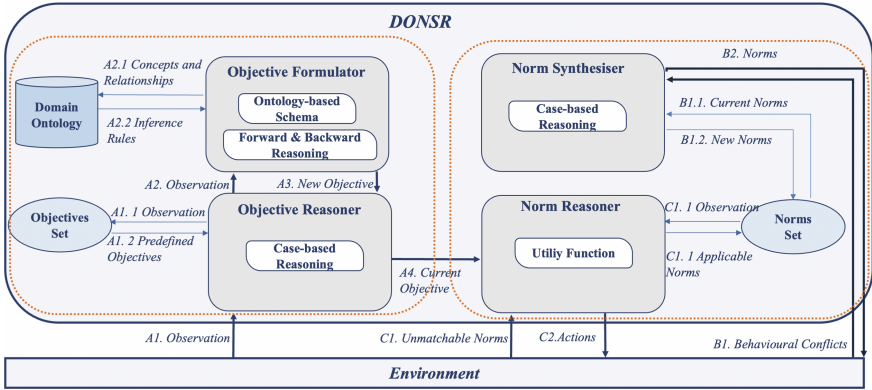 DONSR
A2.1 Concepts and
Relationships
Domain
Ontology
A2.2 Inference
Rules
Objective Formulator
Ontology-based
Schema
Forward & Backward
Reasoning
Norm Synthesiser
Case-based
Reasoning
B2. Norms
B1.1. Current Norms
B1.2. New Norms
A2. Observation
A3. New Objective
Objectives
Set
A1. 1 Observation
A1. 2 Predefined
Objectives
Objective Reasoner
Case-based
Reasoning
A4. Current
Objective
Norm Reasoner
Utiliy Function
C1. 1 Observation
C1. 1 Applicable
Norms
Norms
Set
A1. Observation
C1. Unmatchable Norms
C2.Actions
B1. Behavioural Conflicts
Environment